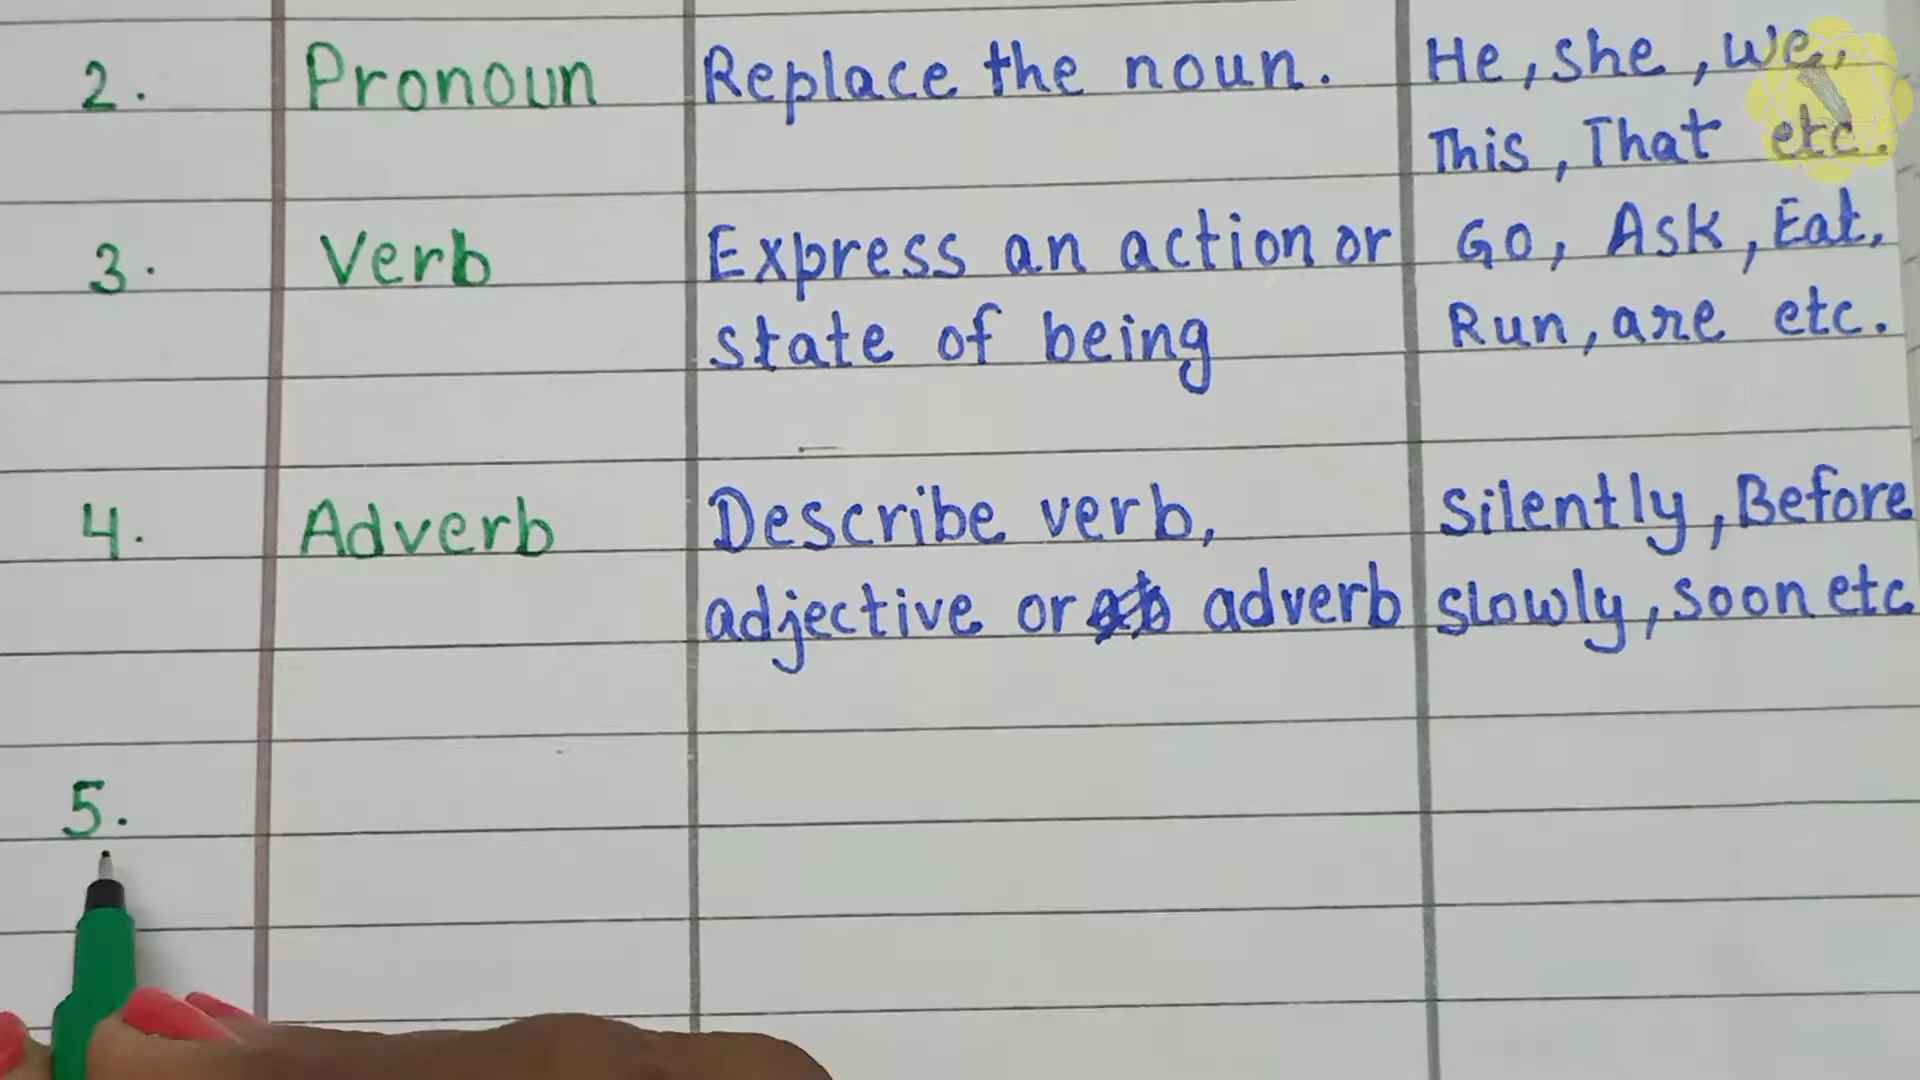 2. Pronoun Replace the noun. He, she, we,
This, That etc.
3. Verb Express an action or Go, Ask, Eat,
state of being Run, are etc.
4. Adverb Describe verb, Silently, Before
adjective or adverb slowly, soon etc
5.